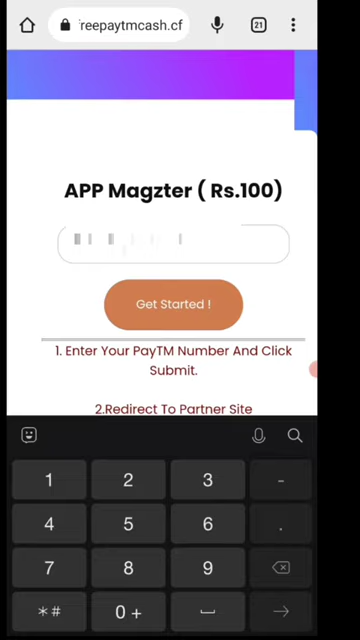 freepaytmcash.cf
21
APP Magzter ( Rs.100)
Get Started !
1. Enter Your PayTM Number And Click
Submit.
2.Redirect To Partner Site
1 2 3 -
4 5 6 .
7 8 9
*# 0 +